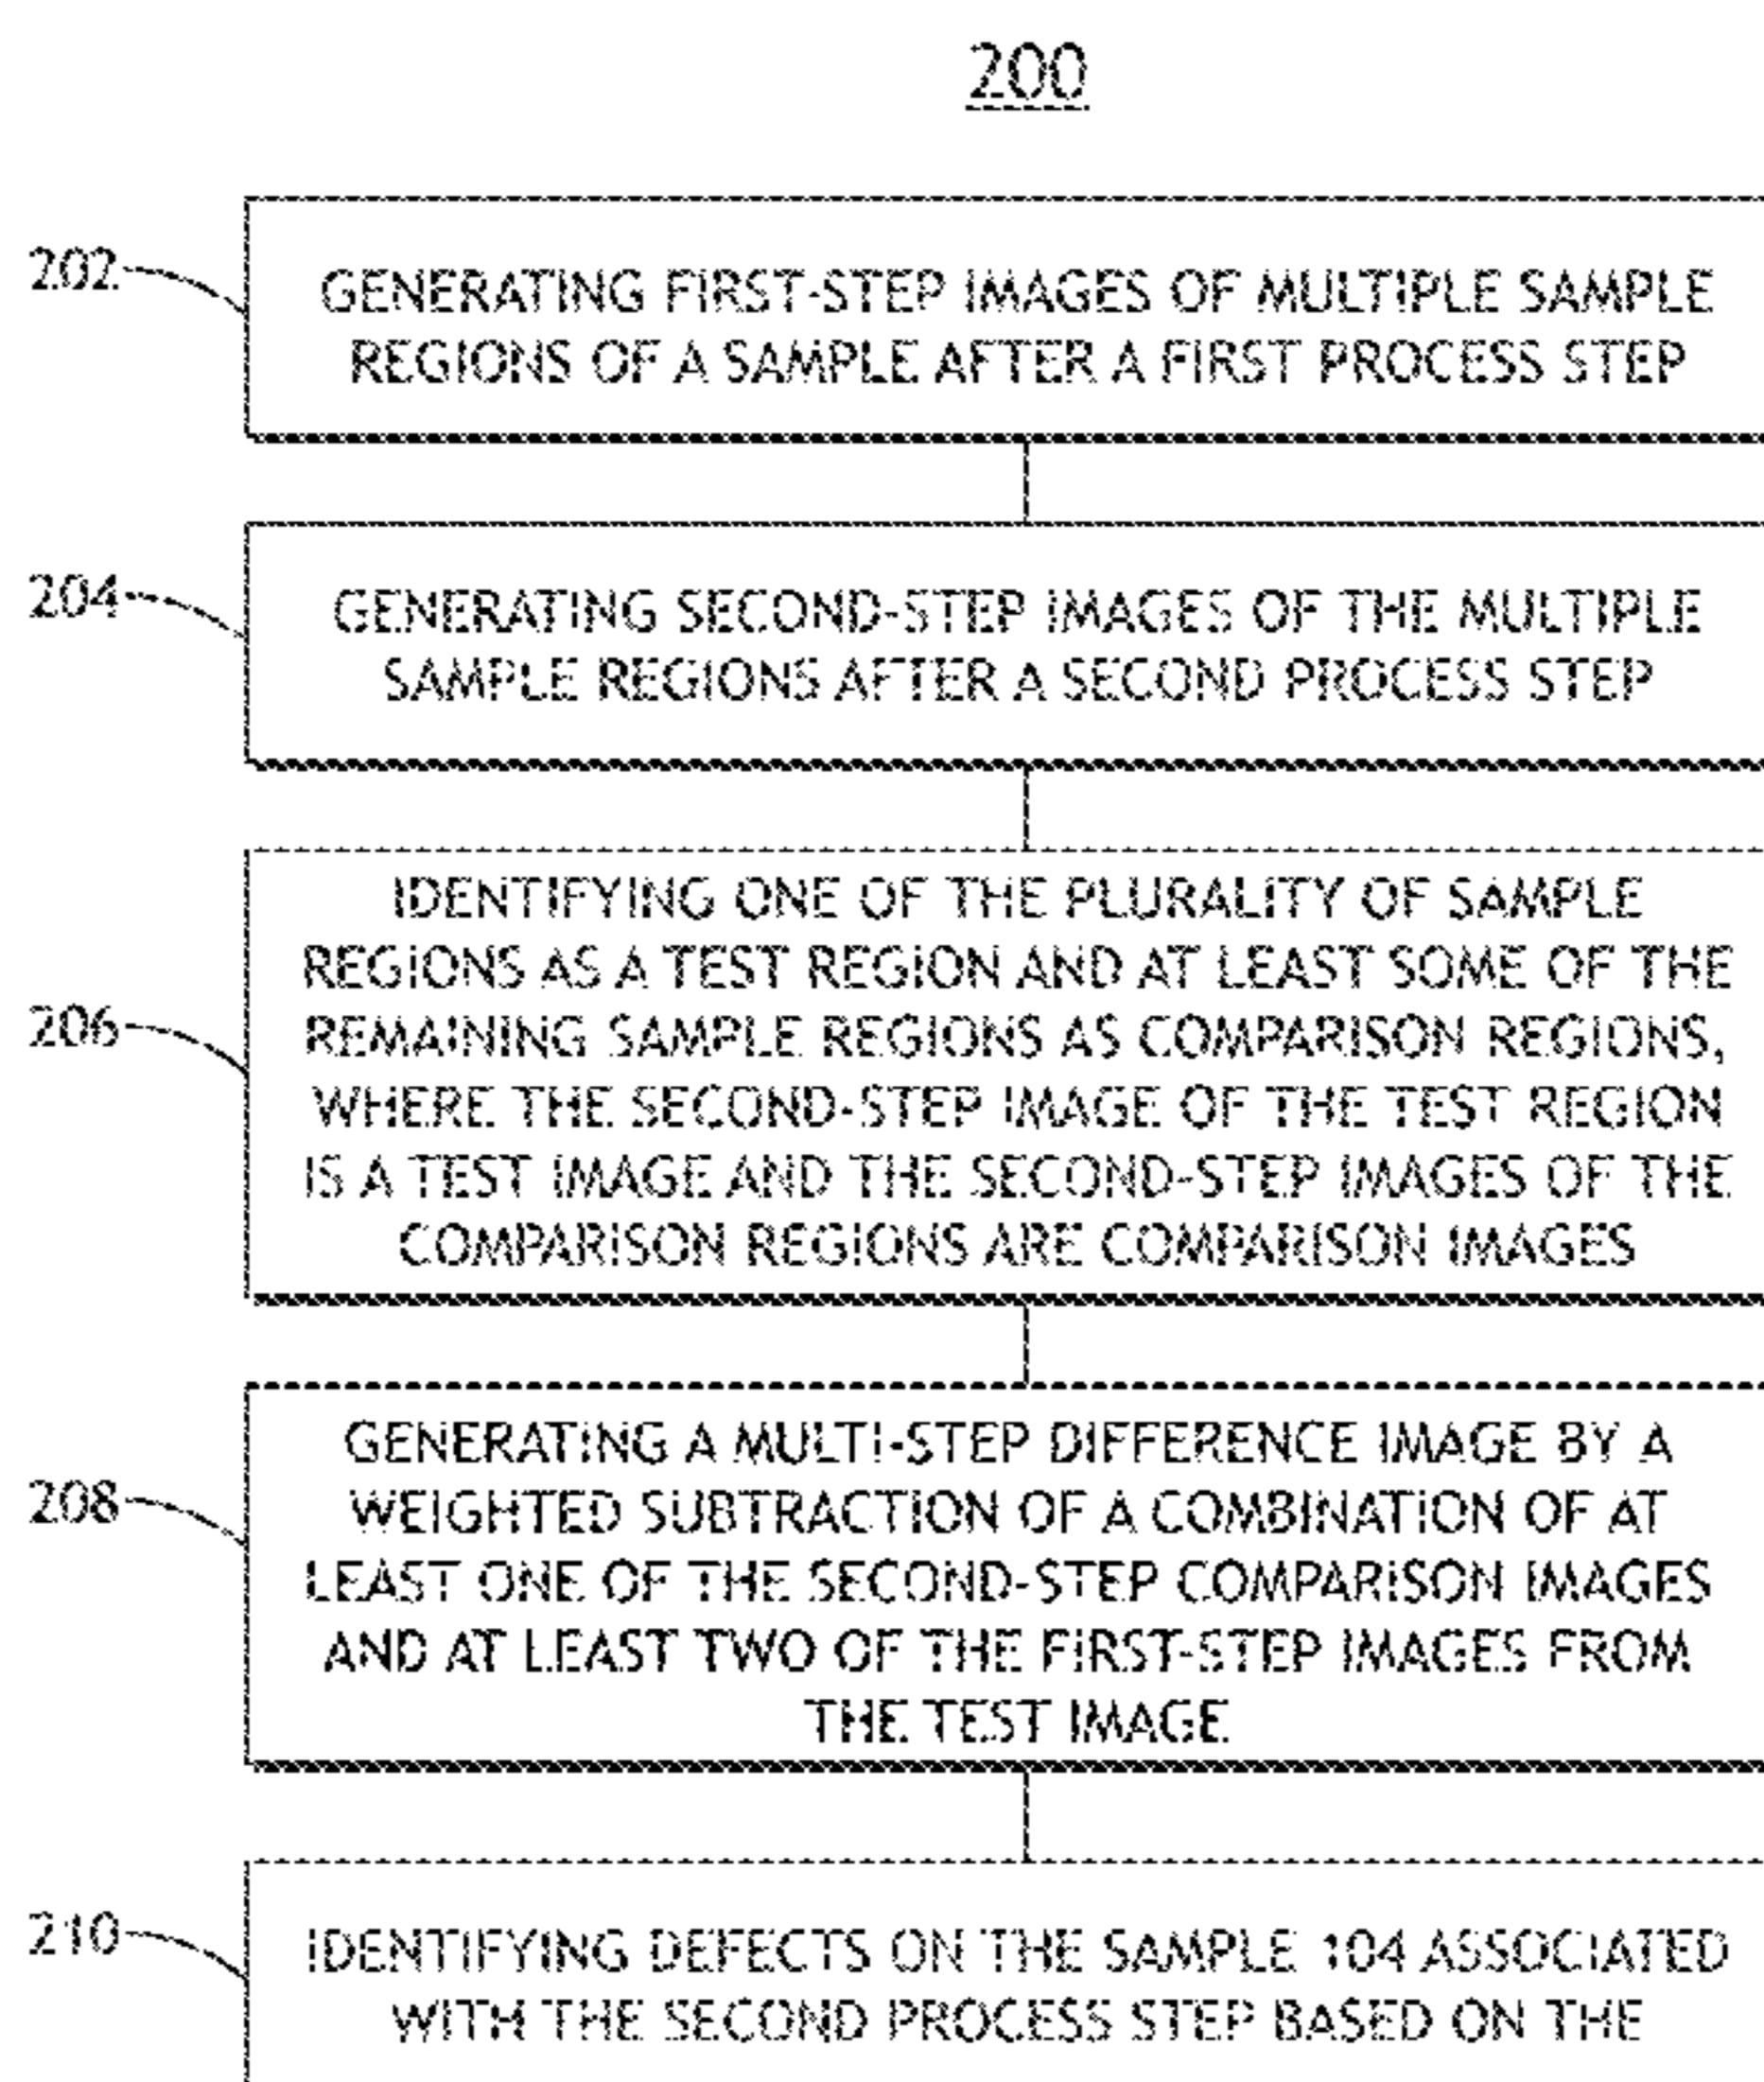 200
202
GENERATING FIRST-STEP IMAGES OF MULTIPLE SAMPLE
REGIONS OF A SAMPLE AFTER A FIRST PROCESS STEP
204
GENERATING SECOND-STEP IMAGES OF THE MULTIPLE
SAMPLE REGIONS AFTER A SECOND PROCESS STEP
206
IDENTIFYING ONE OF THE PLURALITY OF SAMPLE
REGIONS AS A TEST REGION AND AT LEAST SOME OF THE
REMAINING SAMPLE REGIONS AS COMPARISON REGIONS,
WHERE THE SECOND-STEP IMAGE OF THE TEST REGION
IS A TEST IMAGE AND THE SECOND-STEP IMAGES OF THE
COMPARISON REGIONS ARE COMPARISON IMAGES
208
GENERATING A MULTI-STEP DIFFERENCE IMAGE BY A
WEIGHTED SUBTRACTION OF A COMBINATION OF AT
LEAST ONE OF THE SECOND-STEP COMPARISON IMAGES
AND AT LEAST TWO OF THE FIRST-STEP IMAGES FROM
THE TEST IMAGE
210
IDENTIFYING DEFECTS ON THE SAMPLE 104 ASSOCIATED
WITH THE SECOND PROCESS STEP BASED ON THE